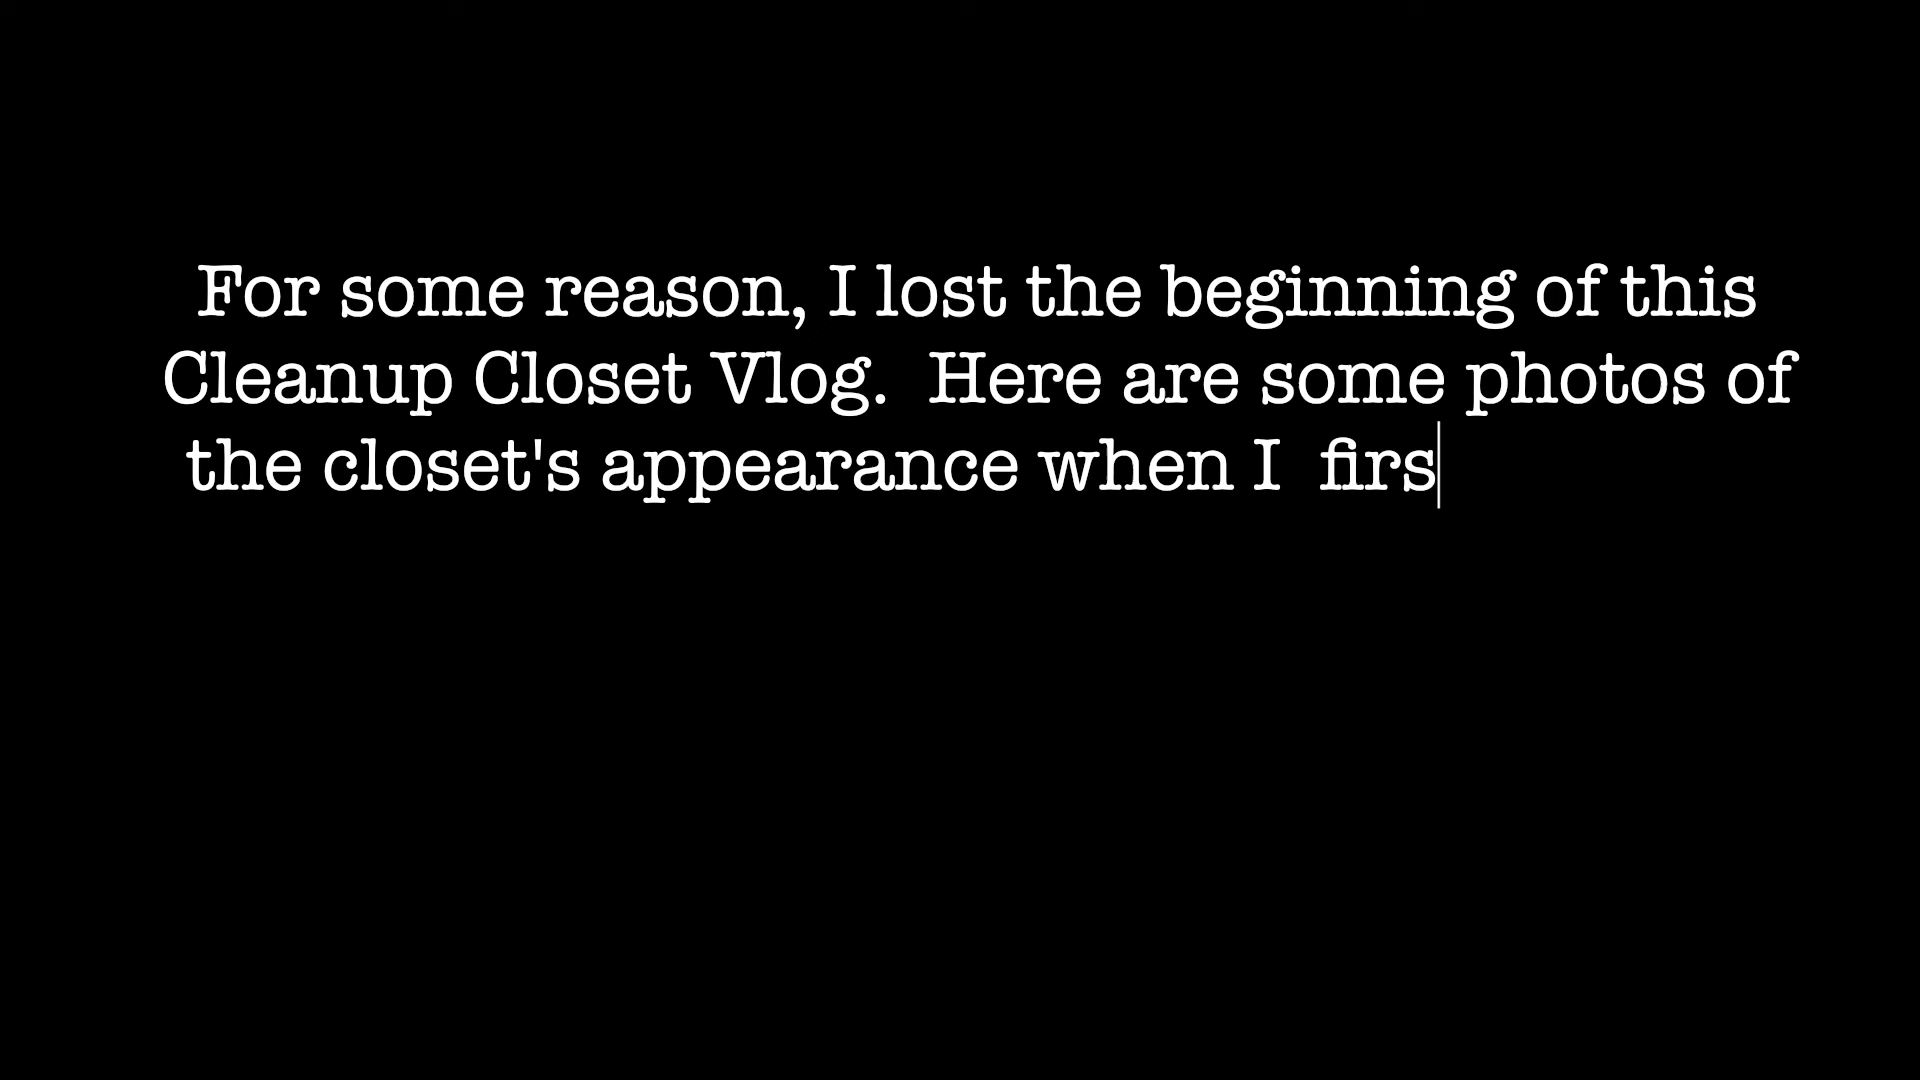 For some reason, I lost the beginning of this
Cleanup Closet Vlog.  Here are some photos of
the closet's appearance when I  firs